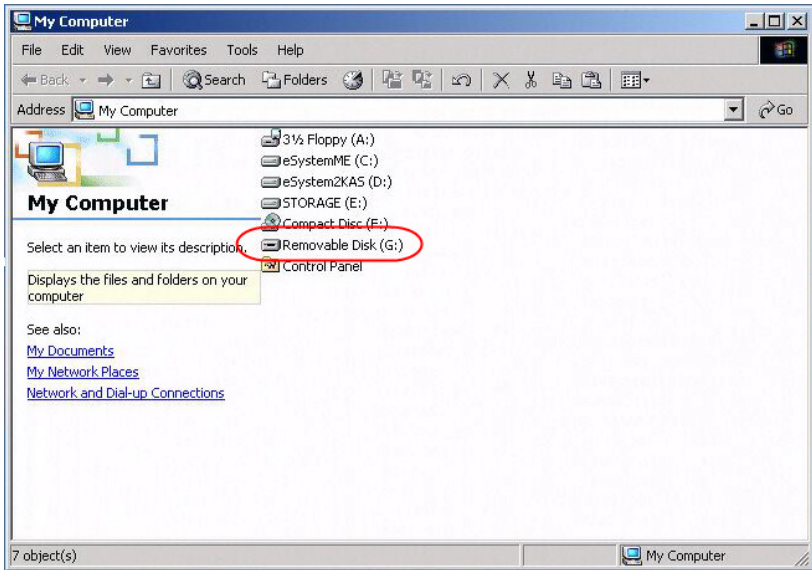 My Computer
File Edit View Favorites Tools Help
Back Search Folders
Address My Computer Go
3½ Floppy (A:)
eSystemME (C:)
eSystem2KAS (D:)
STORAGE (E:)
My Computer
Compact Disc (F:)
Select an item to view its description.
Removable Disk (G:)
Control Panel
Displays the files and folders on your
computer
See also:
My Documents
My Network Places
Network and Dial-up Connections
7 object(s) My Computer